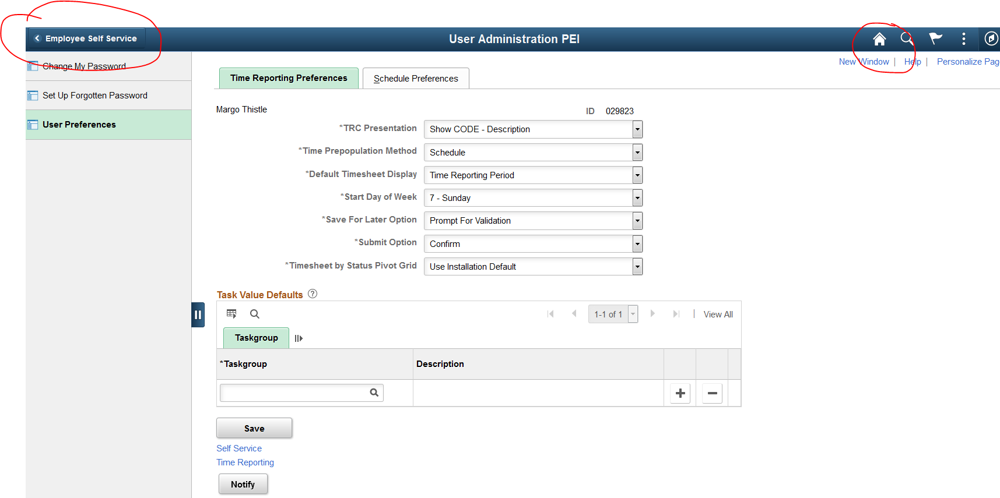 Employee Self Service
User Administration PEI
New Window | Help | Personalize Pag
Change My Password
Set Up Forgotten Password
User Preferences
Time Reporting Preferences
Schedule Preferences
Margo Thistle
ID 029823
*TRC Presentation Show CODE - Description
*Time Prepopulation Method Schedule
*Default Timesheet Display Time Reporting Period
*Start Day of Week 7 - Sunday
*Save For Later Option Prompt For Validation
*Submit Option Confirm
*Timesheet by Status Pivot Grid Use Installation Default
Task Value Defaults ?
1-1 of 1 | View All
Taskgroup
*Taskgroup Description
Save
Self Service
Time Reporting
Notify